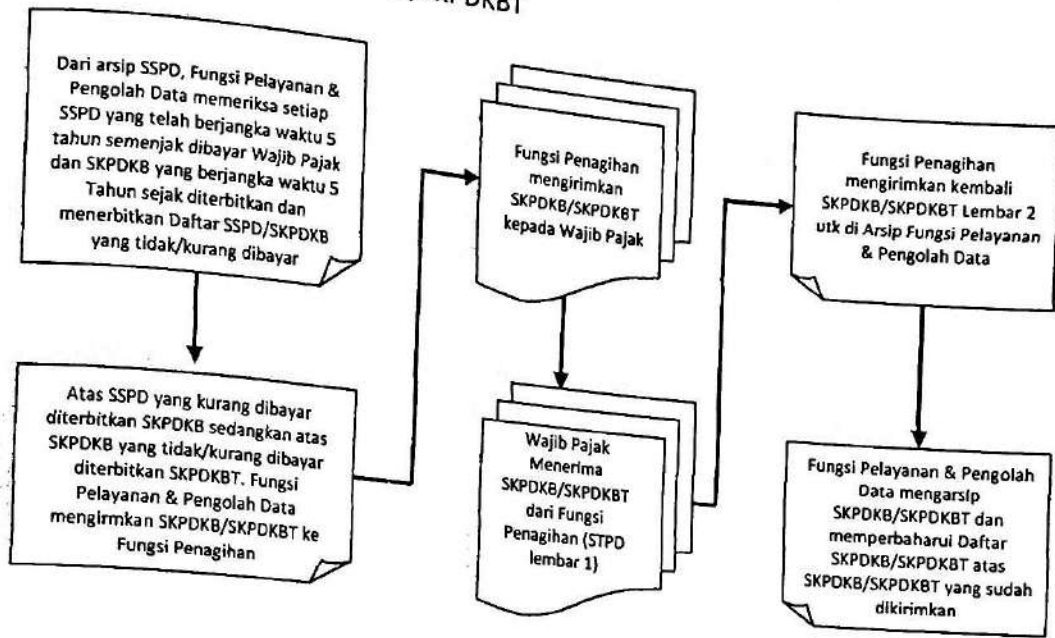 DKBT
Dari arsip SSPD, Fungsi Pelayanan &
Pengolah Data memeriksa setiap
SSPD yang telah berjangka waktu 5
tahun semenjak dibayar Wajib Pajak
dan SKPDKB yang berjangka waktu 5
Tahun sejak diterbitkan dan
menerbitkan Daftar SSPD/SKPDKB
yang tidak/kurang dibayar
Atas SSPD yang kurang dibayar
diterbitkan SKPDKB sedangkan atas
SKPDKB yang tidak/kurang dibayar
diterbitkan SKPDKBT. Fungsi
Pelayanan & Pengolah Data
mengirmkan SKPDKB/SKPDKBT ke
Fungsi Penagihan
Fungsi Penagihan
mengirimkan
SKPDKB/SKPDKBT
kepada Wajib Pajak
Wajib Pajak
Menerima
SKPDKB/SKPDKBT
dari Fungsi
Penagihan (STPD
lembar 1)
Fungsi Penagihan
mengirimkan kembali
SKPDKB/SKPDKBT Lembar 2
utk di Arsip Fungsi Pelayanan
& Pengolah Data
Fungsi Pelayanan & Pengolah
Data mengarsip
SKPDKB/SKPDKBT dan
memperbaharui Daftar
SKPDKB/SKPDKBT atas
SKPDKB/SKPDKBT yang sudah
dikirimkan